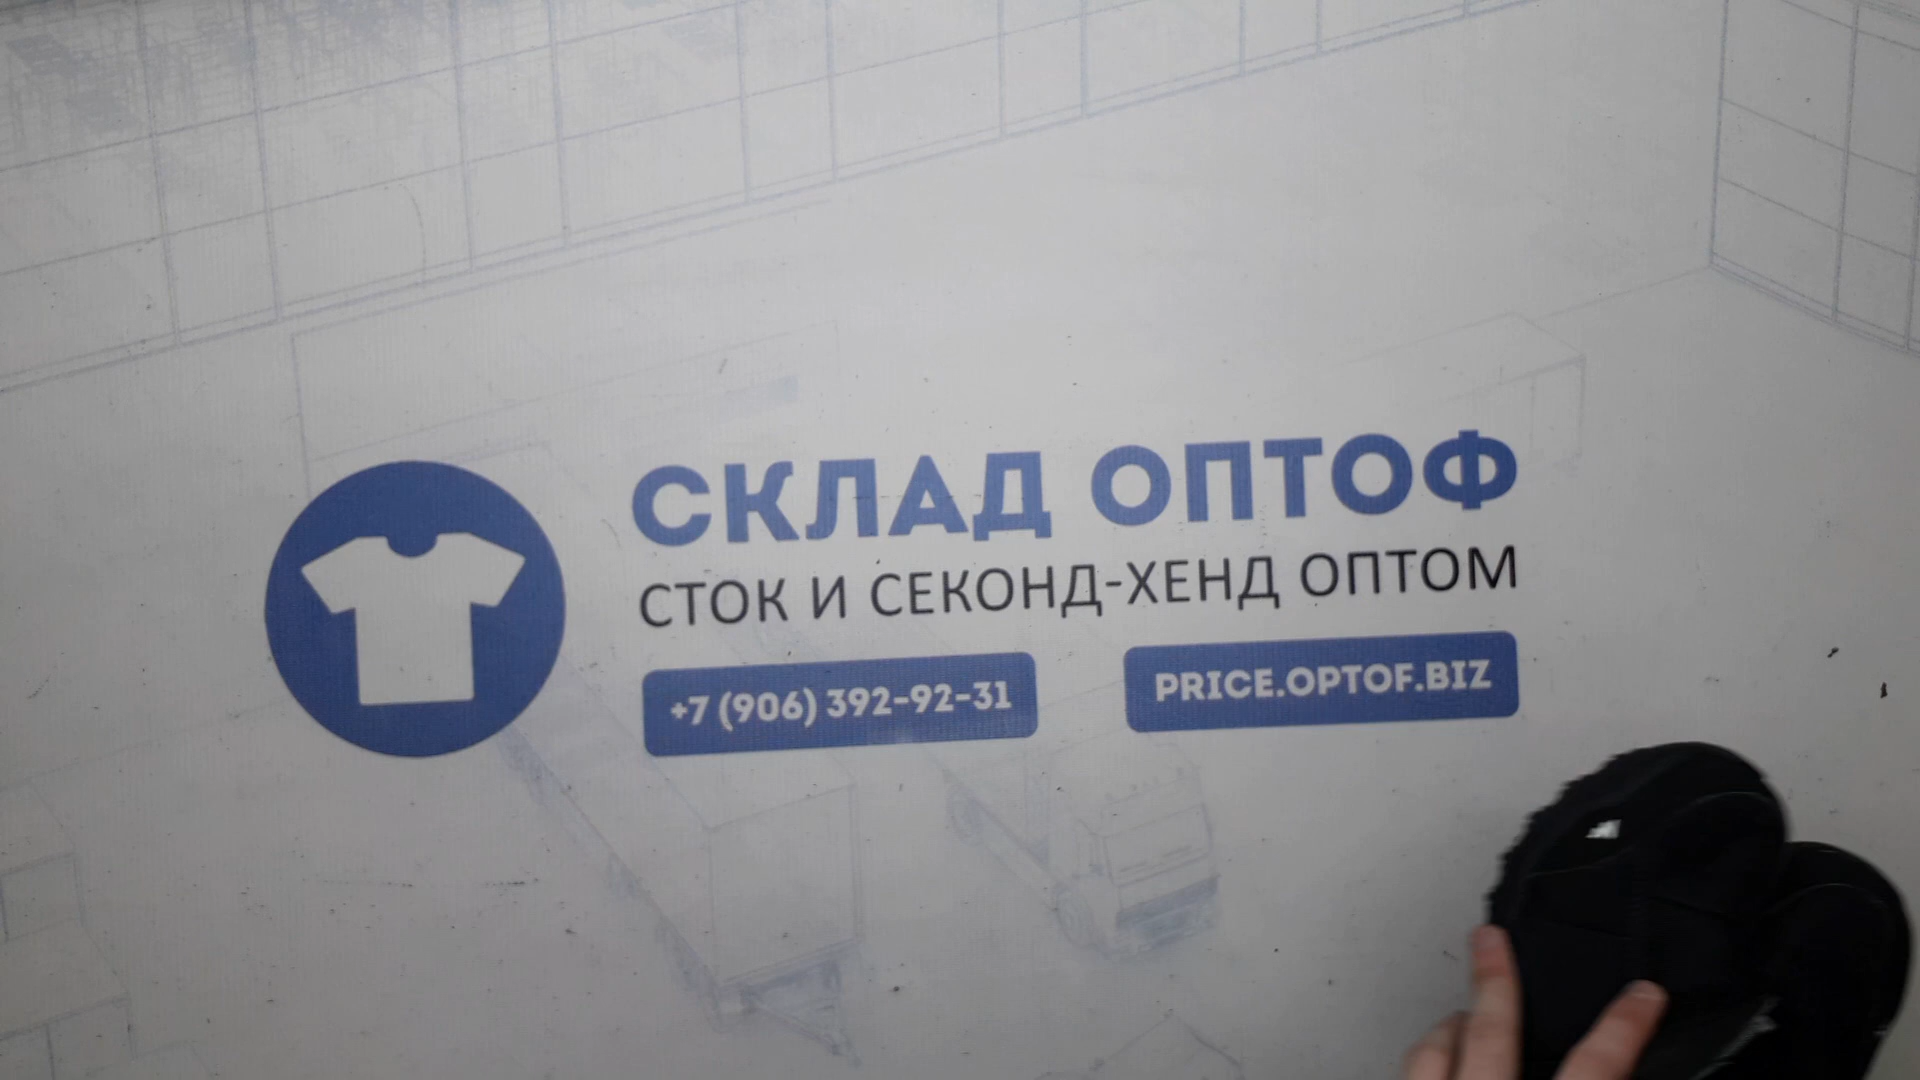 СКЛАД ОПТОФ
СТОК И СЕКОНД-ХЕНД ОПТОМ
+7 (906) 392-92-31
PRICE.OPTOF.BIZ